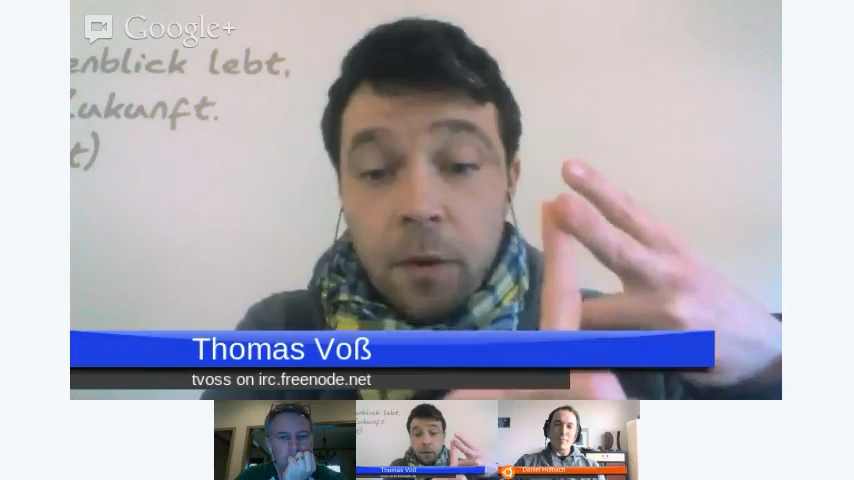 Google+
enblick lebt,
Zukunft.
t)
Thomas Voß
tvoss on irc.freenode.net
Thomas Voß
Daniel Holbach